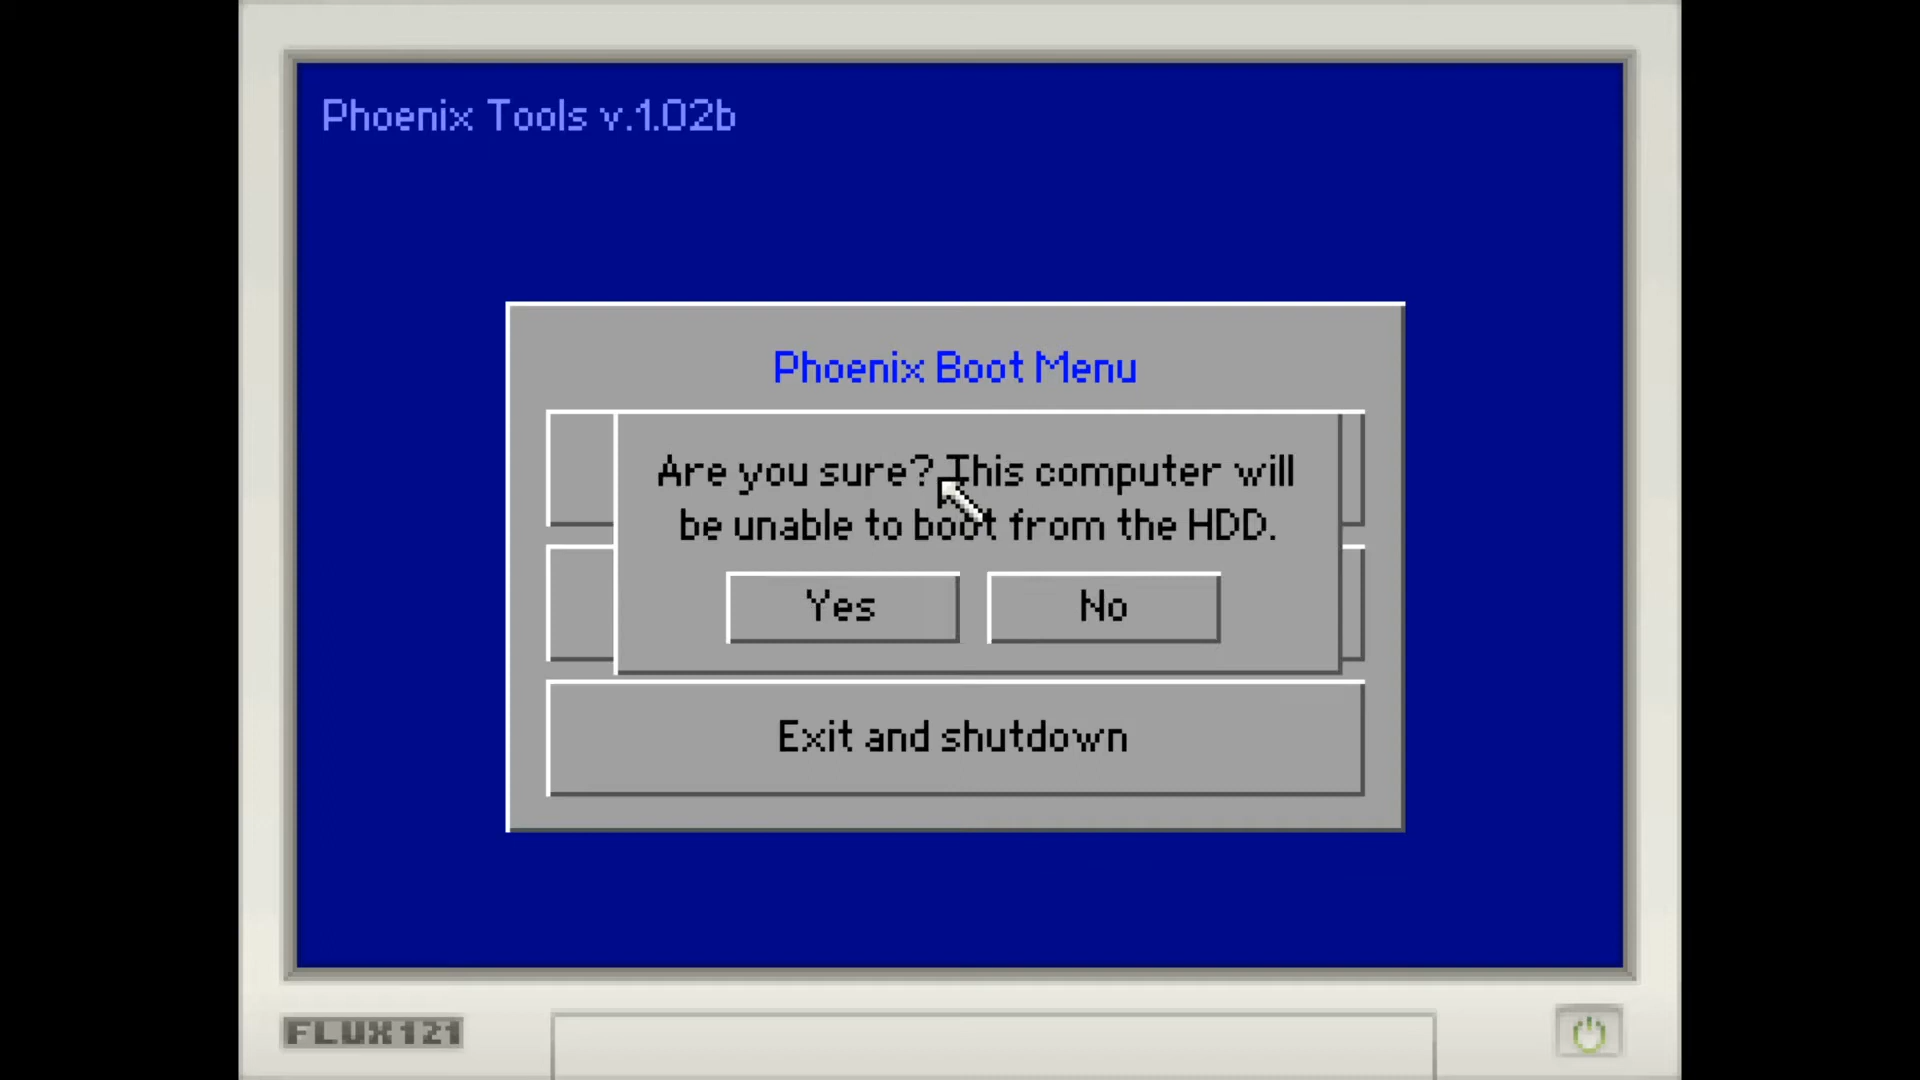 Phoenix Tools v.1.02b
Phoenix Boot Menu
Are you sure? This computer will
be unable to boot from the HDD.
Yes
No
Exit and shutdown
FLUX121